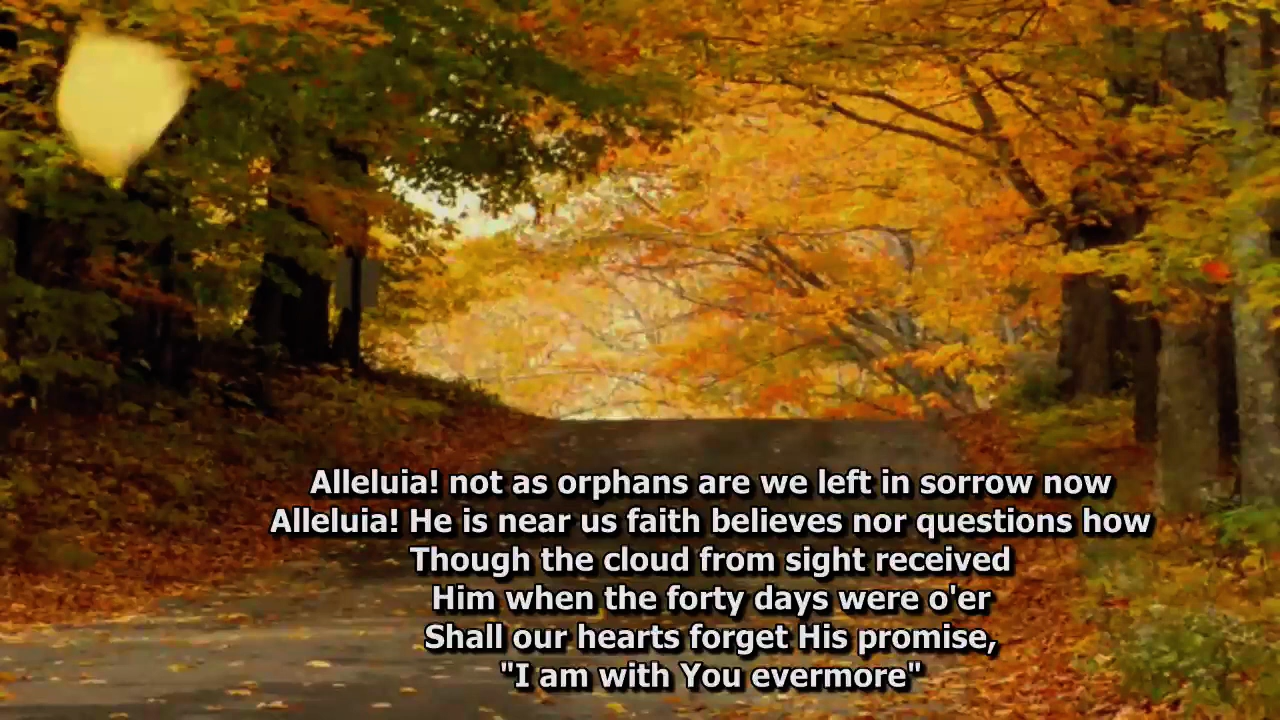 Alleluia! not as orphans are we left in sorrow now
Alleluia! He is near us faith believes nor questions how
Though the cloud from sight received
Him when the forty days were o'er
Shall our hearts forget His promise,
"I am with You evermore"